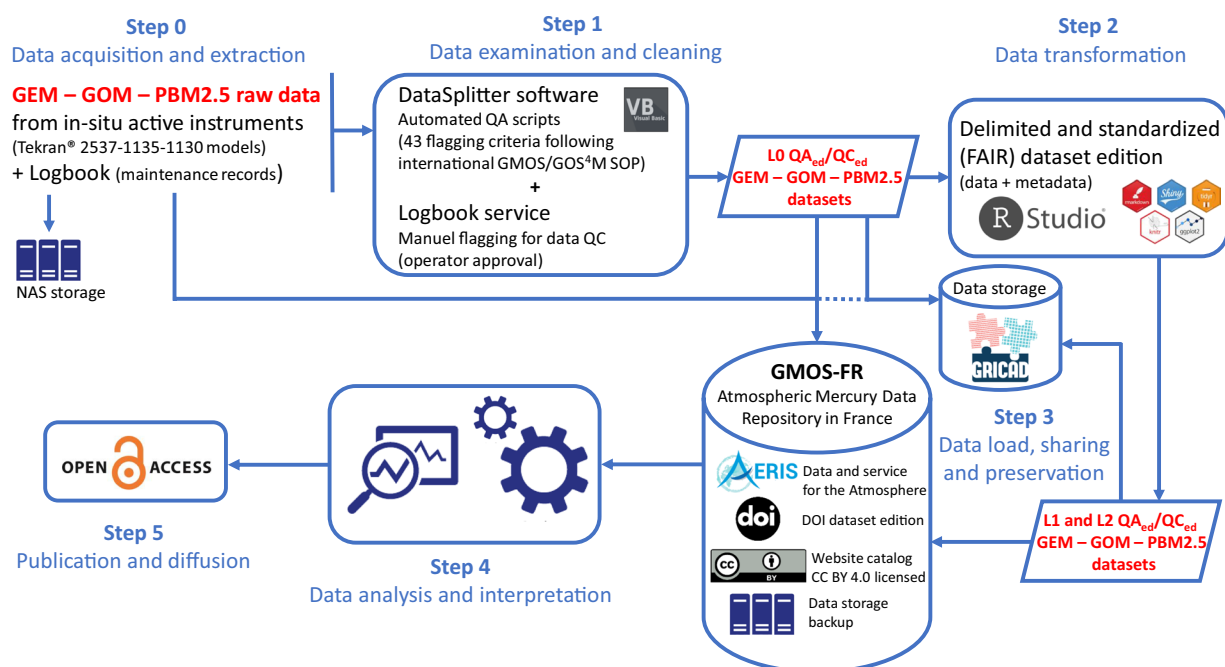 Step 0
Data acquisition and extraction
GEM – GOM – PBM2.5 raw data
from in-situ active instruments
(Tekran® 2537-1135-1130 models)
+ Logbook (maintenance records)
NAS storage
Step 1
Data examination and cleaning
DataSplitter software
Automated QA scripts
(43 flagging criteria following
international GMOS/GOS⁴M SOP)
VB
Visual Basic
+
Logbook service
Manuel flagging for data QC
(operator approval)
L0 QAed/QCed
GEM – GOM – PBM2.5
datasets
Step 2
Data transformation
Delimited and standardized
(FAIR) dataset edition
(data + metadata)
R Studio®
rmarkdown
Shiny
tidyr
knitr
ggplot2
Data storage
GRICAD
Step 3
Data load, sharing
and preservation
L1 and L2 QAed/QCed
GEM – GOM – PBM2.5
datasets
GMOS-FR
Atmospheric Mercury Data
Repository in France
AERIS
Data and service
for the Atmosphere
doi
DOI dataset edition
cc
BY
Website catalog
CC BY 4.0 licensed
Data storage
backup
Step 4
Data analysis and interpretation
OPEN ACCESS
Step 5
Publication and diffusion